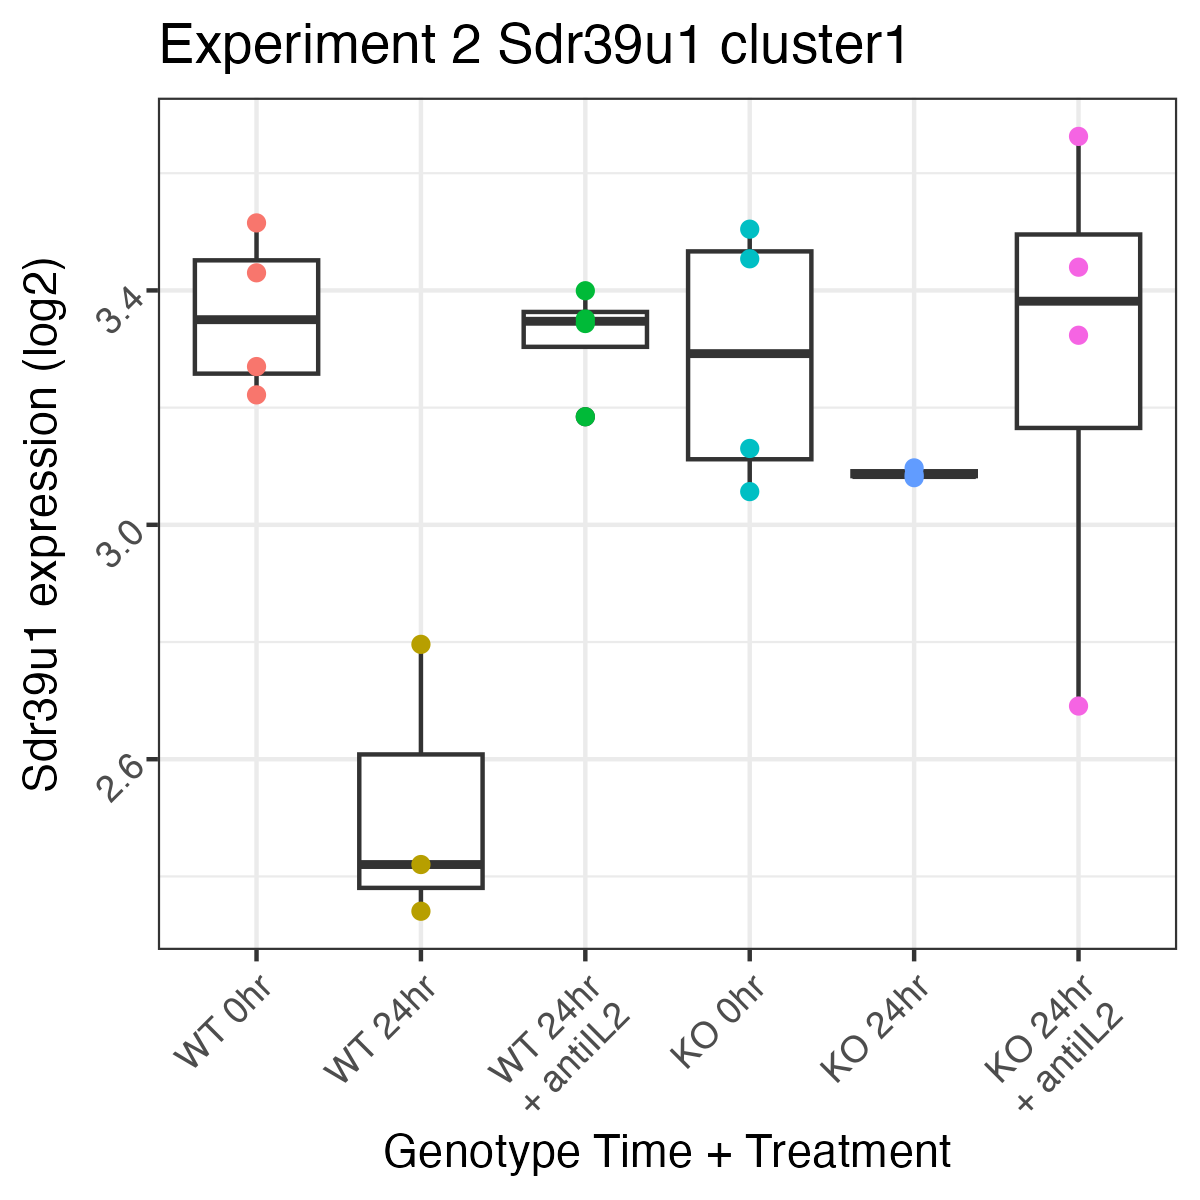 Experiment 2 Sdr39u1 cluster1
Sdr39u1 expression (log2)
3.4
3.0
2.6
WT 0hr
WT 24hr
WT 24hr
+ antiIL2
KO 0hr
KO 24hr
KO 24hr
+ antiIL2
Genotype Time + Treatment